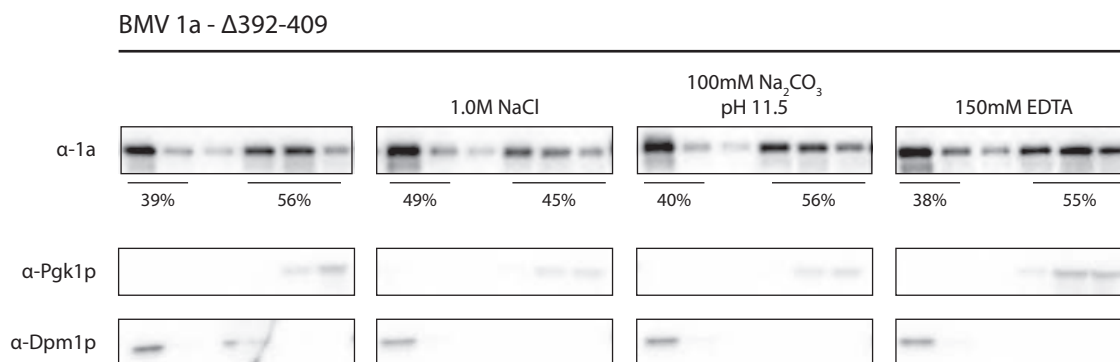 BMV 1a - Δ392-409
100mM Na₂CO₃
1.0M NaCl pH 11.5 150mM EDTA
α-1a
39% 56% 49% 45% 40% 56% 38% 55%
α-Pgk1p
α-Dpm1p